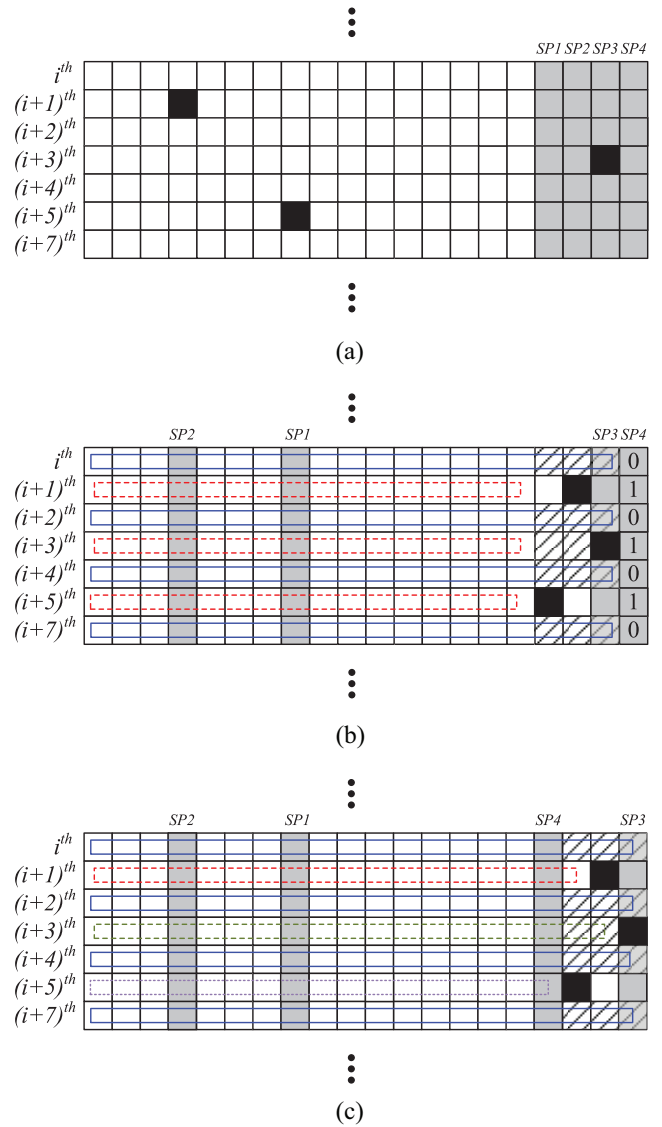 SP1 SP2 SP3 SP4
i^th
(i+1)^th
(i+2)^th
(i+3)^th
(i+4)^th
(i+5)^th
(i+7)^th
(a)
SP2 SP1 SP3 SP4
i^th 0
(i+1)^th 1
(i+2)^th 0
(i+3)^th 1
(i+4)^th 0
(i+5)^th 1
(i+7)^th 0
(b)
SP2 SP1 SP4 SP3
i^th
(i+1)^th
(i+2)^th
(i+3)^th
(i+4)^th
(i+5)^th
(i+7)^th
(c)